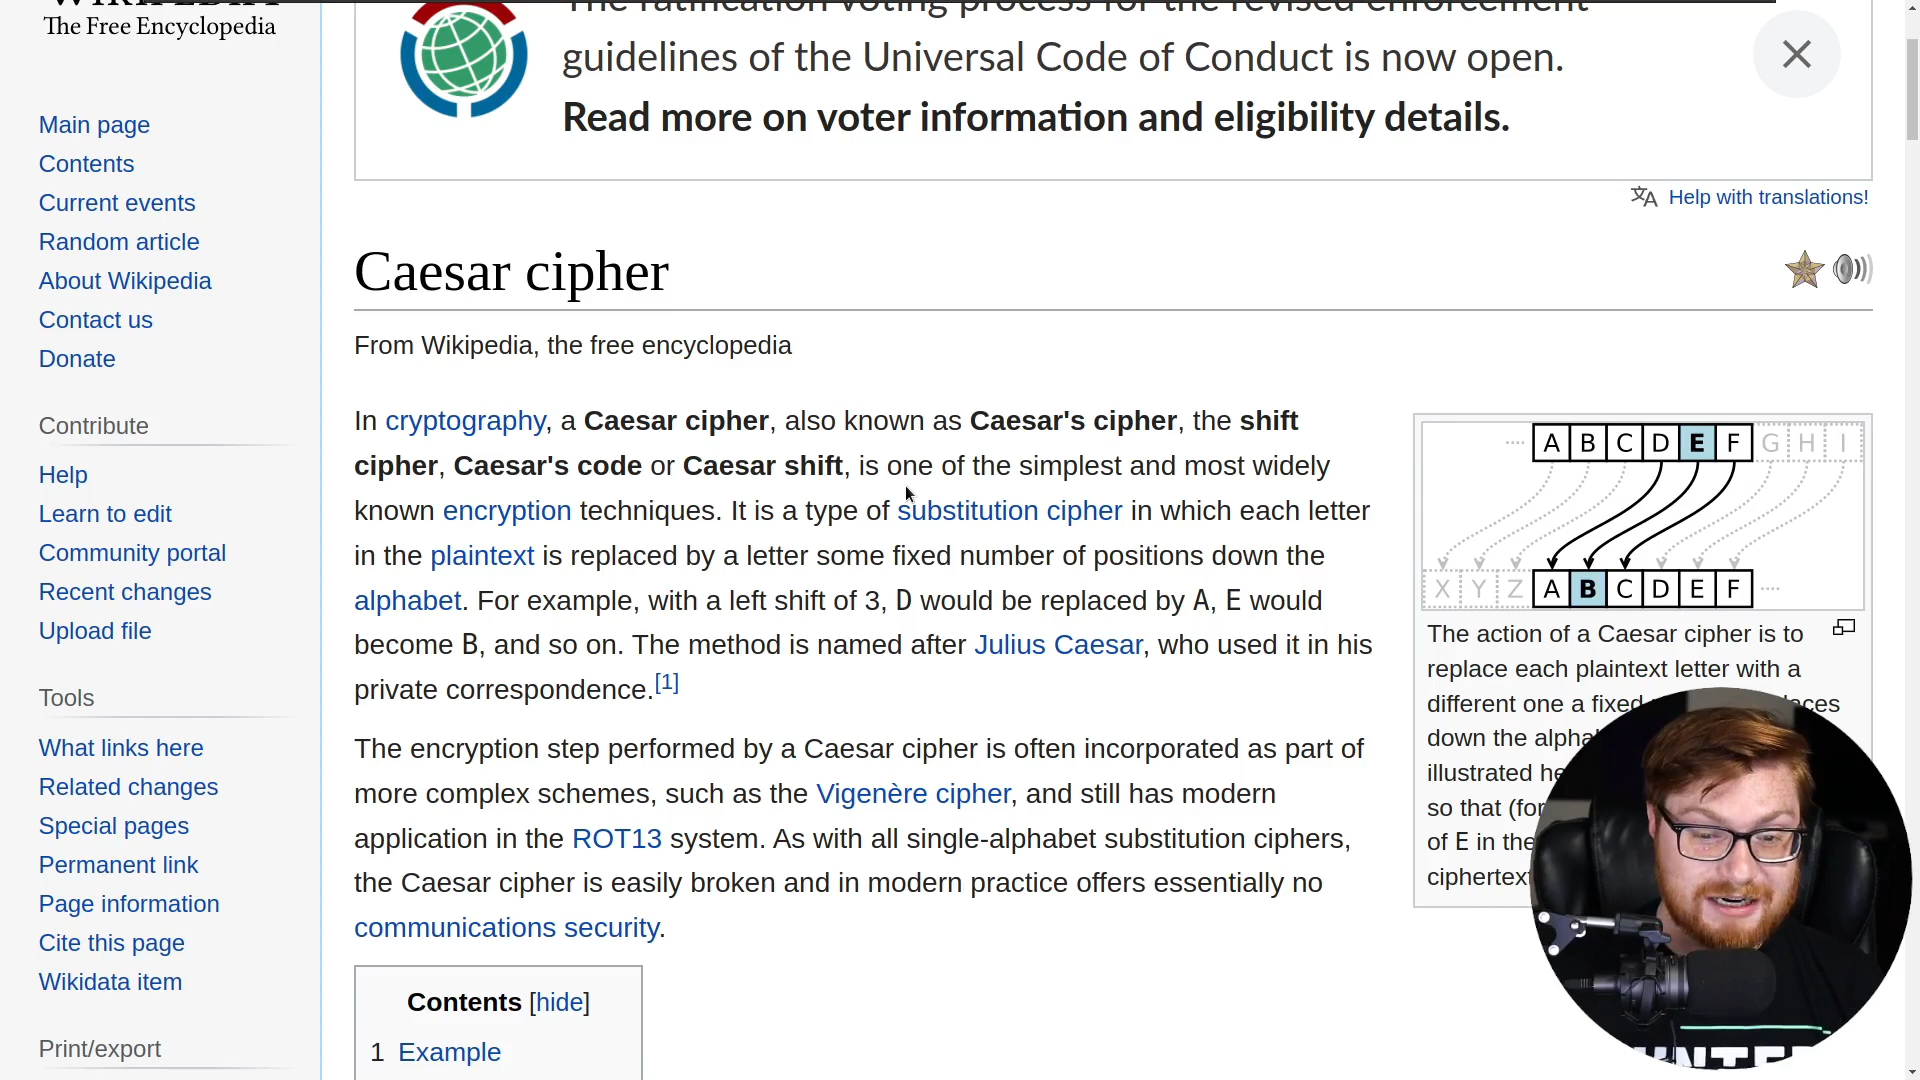 The Free Encyclopedia
Main page
Contents
Current events
Random article
About Wikipedia
Contact us
Donate
Contribute
Help
Learn to edit
Community portal
Recent changes
Upload file
Tools
What links here
Related changes
Special pages
Permanent link
Page information
Cite this page
Wikidata item
Print/export
The ratification voting process for the revised enforcement
guidelines of the Universal Code of Conduct is now open.
Read more on voter information and eligibility details.
Help with translations!
Caesar cipher
From Wikipedia, the free encyclopedia
In cryptography, a Caesar cipher, also known as Caesar's cipher, the shift
cipher, Caesar's code or Caesar shift, is one of the simplest and most widely
known encryption techniques. It is a type of substitution cipher in which each letter
in the plaintext is replaced by a letter some fixed number of positions down the
alphabet. For example, with a left shift of 3, D would be replaced by A, E would
become B, and so on. The method is named after Julius Caesar, who used it in his
private correspondence.[1]
The encryption step performed by a Caesar cipher is often incorporated as part of
more complex schemes, such as the Vigenère cipher, and still has modern
application in the ROT13 system. As with all single-alphabet substitution ciphers,
the Caesar cipher is easily broken and in modern practice offers essentially no
communications security.
Contents [hide]
1 Example
A B C D E F G H I
X Y Z A B C D E F
The action of a Caesar cipher is to
replace each plaintext letter with a
different one a fixed
down the
illustrated
so that
of E in the